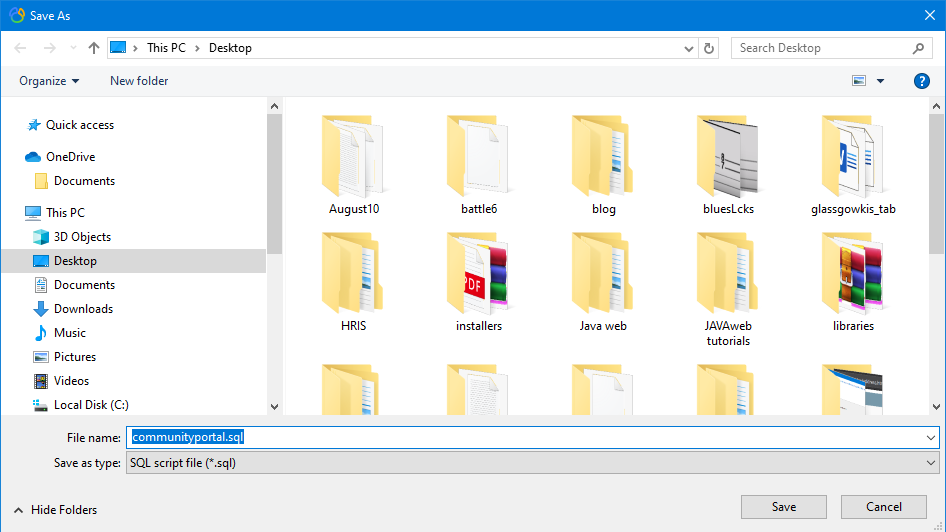 Save As
This PC > Desktop
Search Desktop
Organize
New folder
?
Quick access
OneDrive
Documents
This PC
3D Objects
Desktop
Documents
Downloads
Music
Pictures
Videos
Local Disk (C:)
August10
battle6
blog
bluesLcks
glassgowkis_tab
HRIS
PDF
installers
Java web
JAVAweb
tutorials
libraries
File name: communityportal.sql
Save as type: SQL script file (*.sql)
Hide Folders
Save
Cancel